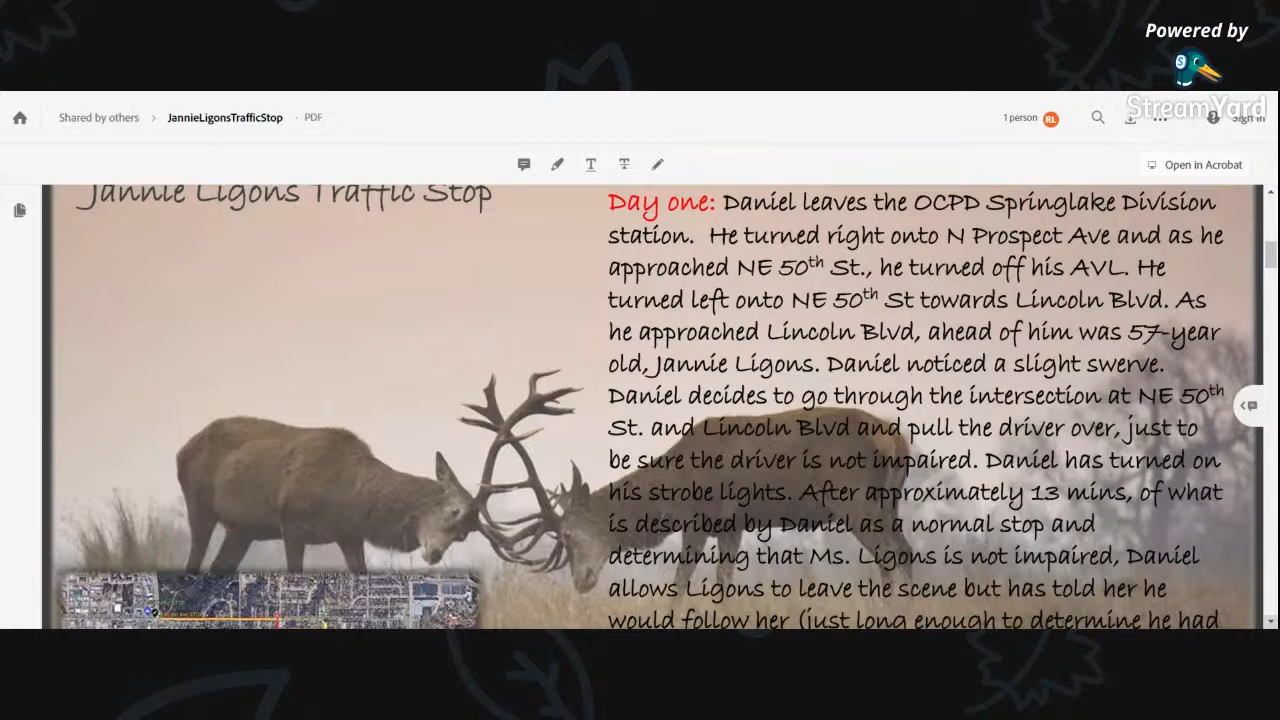 Powered by
StreamYard
Shared by others
JannieLigonsTrafficStop
PDF
1 person
RL
Sign in
Open in Acrobat
Jannie Ligons Traffic Stop
Day one: Daniel leaves the OCPD Springlake Division
station. He turned right onto N Prospect Ave and as he
approached NE 50th St., he turned off his AVL. He
turned left onto NE 50th St towards Lincoln Blvd. As
he approached Lincoln Blvd, ahead of him was 57-year
old, Jannie Ligons. Daniel noticed a slight swerve.
Daniel decides to go through the intersection at NE 50th
St. and Lincoln Blvd and pull the driver over, just to
be sure the driver is not impaired. Daniel has turned on
his strobe lights. After approximately 13 mins, of what
is described by Daniel as a normal stop and
determining that Ms. Ligons is not impaired, Daniel
allows Ligons to leave the scene but has told her he
would follow her (just long enough to determine he had